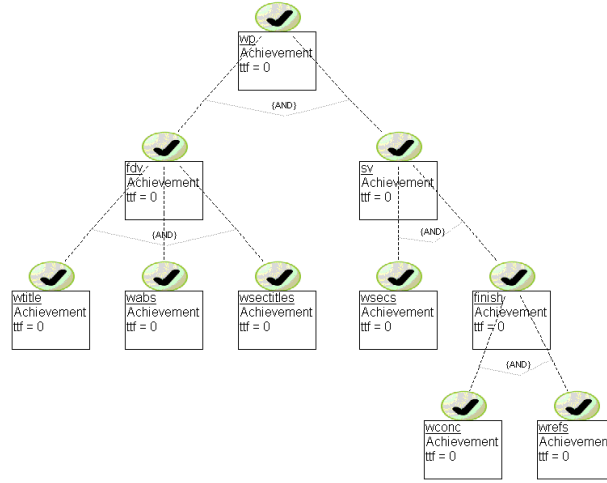 wp
Achievement
ttf = 0
{AND}
fdv
Achievement
ttf = 0
sv
Achievement
ttf = 0
{AND}
{AND}
wtitle
Achievement
ttf = 0
wabs
Achievement
ttf = 0
wsectitles
Achievement
ttf = 0
wsecs
Achievement
ttf = 0
finish
Achievement
ttf = 0
{AND}
wconc
Achievement
ttf = 0
wrefs
Achievement
ttf = 0